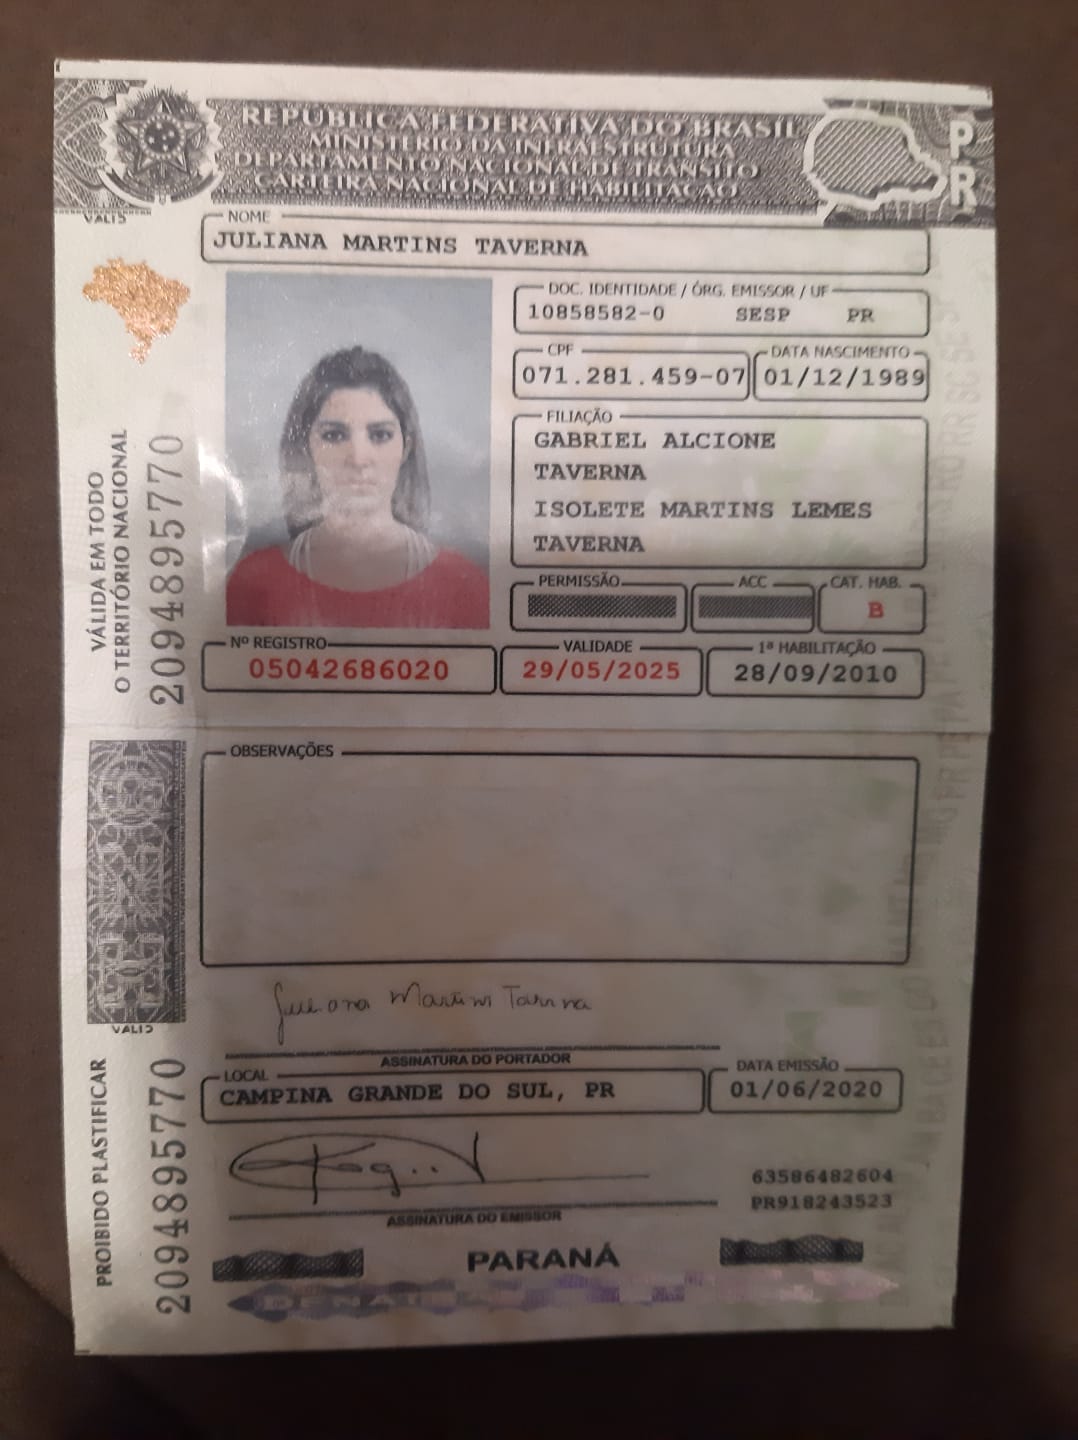 REPÚBLICA FEDERATIVA DO BRASIL
MINISTÉRIO DA INFRAESTRUTURA
DEPARTAMENTO NACIONAL DE TRÂNSITO
CARTEIRA NACIONAL DE HABILITAÇÃO
PR
VALID
NOME
JULIANA MARTINS TAVERNA
DOC. IDENTIDADE / ÓRG. EMISSOR / UF
10858582-0 SESP PR
CPF
071.281.459-07
DATA NASCIMENTO
01/12/1989
FILIAÇÃO
GABRIEL ALCIONE
TAVERNA
ISOLETE MARTINS LEMES
TAVERNA
PERMISSÃO
ACC
CAT. HAB.
B
Nº REGISTRO
05042686020
VALIDADE
29/05/2025
1ª HABILITAÇÃO
28/09/2010
VÁLIDA EM TODO
O TERRITÓRIO NACIONAL
2094895770
OBSERVAÇÕES
VALID
Juliana Martins Taverna
ASSINATURA DO PORTADOR
LOCAL
CAMPINA GRANDE DO SUL, PR
DATA EMISSÃO
01/06/2020
63586482604
PR918243523
ASSINATURA DO EMISSOR
PARANÁ
PROIBIDO PLASTIFICAR
2094895770